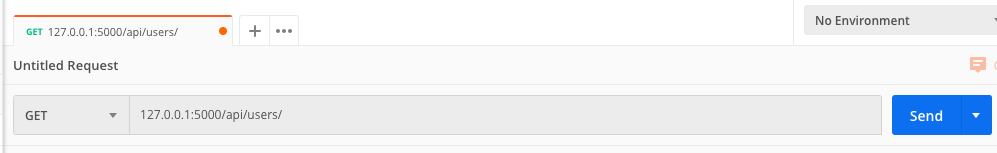 GET 127.0.0.1:5000/api/users/
No Environment
Untitled Request
GET 127.0.0.1:5000/api/users/ Send